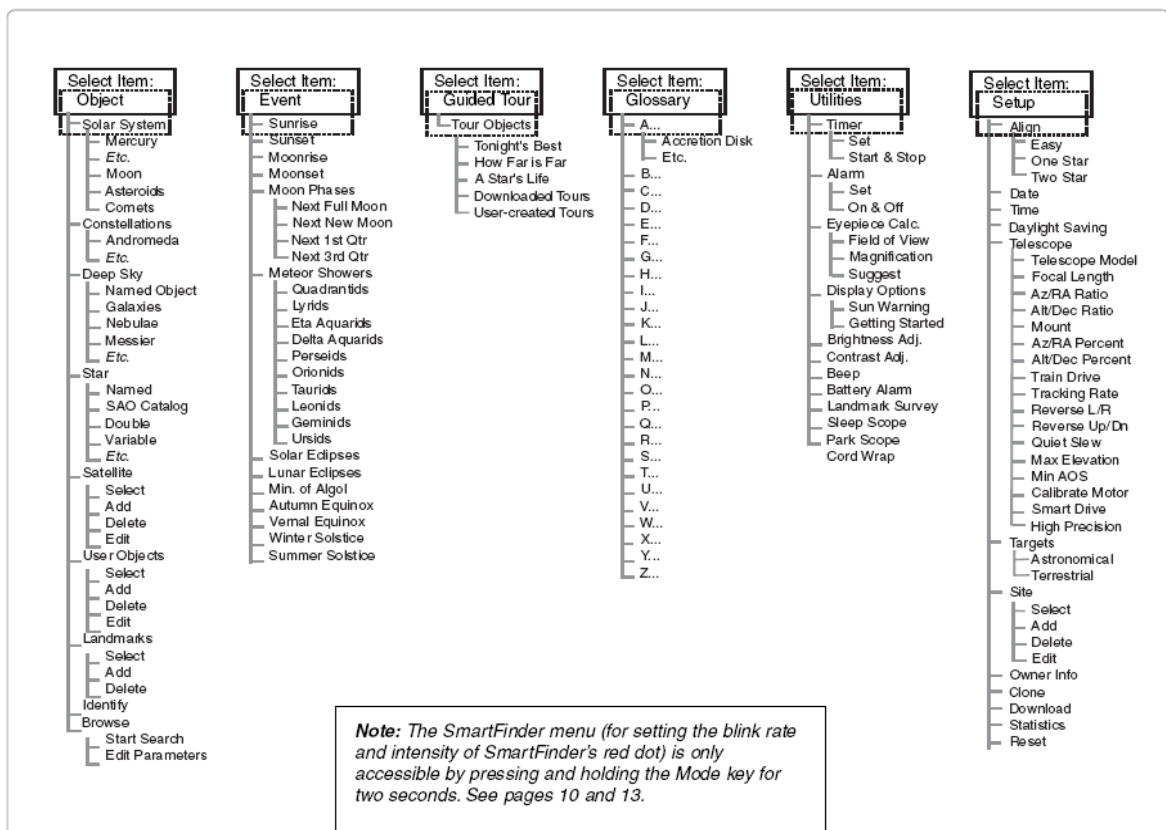 Select Item:
Object
Solar System
Mercury
Etc.
Moon
Asteroids
Comets
Constellations
Andromeda
Etc.
Deep Sky
Named Object
Galaxies
Nebulae
Messier
Etc.
Star
Named
SAO Catalog
Double
Variable
Etc.
Satellite
Select
Add
Delete
Edit
User Objects
Select
Add
Delete
Edit
Landmarks
Select
Add
Delete
Identify
Browse
Start Search
Edit Parameters
Select Item:
Event
Sunrise
Sunset
Moonrise
Moonset
Moon Phases
Next Full Moon
Next New Moon
Next 1st Qtr
Next 3rd Qtr
Meteor Showers
Quadrantids
Lyrids
Eta Aquarids
Delta Aquarids
Perseids
Orionids
Taurids
Leonids
Geminids
Ursids
Solar Eclipses
Lunar Eclipses
Min. of Algol
Autumn Equinox
Vernal Equinox
Winter Solstice
Summer Solstice
Select Item:
Guided Tour
Tour Objects
Tonight's Best
How Far is Far
A Star's Life
Downloaded Tours
User-created Tours
Select Item:
Glossary
A...
Accretion Disk
Etc.
B...
C...
D...
E...
F...
G...
H...
I...
J...
K...
L...
M...
N...
O...
P...
Q...
R...
S...
T...
U...
V...
W...
X...
Y...
Z...
Select Item:
Utilities
Timer
Set
Start & Stop
Alarm
Set
On & Off
Eyepiece Calc.
Field of View
Magnification
Suggest
Display Options
Sun Warning
Getting Started
Brightness Adj.
Contrast Adj.
Beep
Battery Alarm
Landmark Survey
Sleep Scope
Park Scope
Cord Wrap
Select Item:
Setup
Align
Easy
One Star
Two Star
Date
Time
Daylight Saving
Telescope
Telescope Model
Focal Length
Az/RA Ratio
Alt/Dec Ratio
Mount
Az/RA Percent
Alt/Dec Percent
Train Drive
Tracking Rate
Reverse L/R
Reverse Up/Dn
Quiet Slew
Max Elevation
Min AOS
Calibrate Motor
Smart Drive
High Precision
Targets
Astronomical
Terrestrial
Site
Select
Add
Delete
Edit
Owner Info
Clone
Download
Statistics
Reset
Note: The SmartFinder menu (for setting the blink rate
and intensity of SmartFinder's red dot) is only
accessible by pressing and holding the Mode key for
two seconds. See pages 10 and 13.